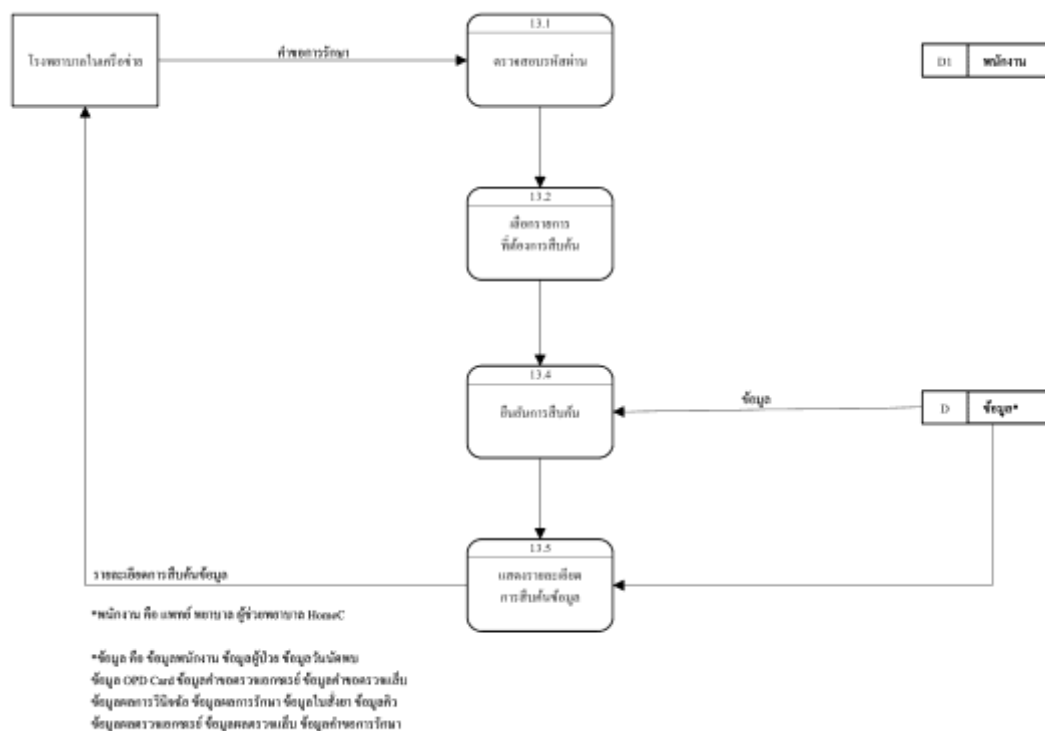 13.1
โรงพยาบาลในเครือข่าย
คำขอการรักษา
ตรวจสอบรหัสผ่าน
D1 พนักงาน
13.2
เลือกรายการ
ที่ต้องการสืบค้น
13.4
ยืนยันการสืบค้น
ข้อมูล
D ข้อมูล*
13.5
แสดงรายละเอียด
การสืบค้นข้อมูล
รายละเอียดการสืบค้นข้อมูล
*พนักงาน คือ แพทย์ พยาบาล ผู้ช่วยพยาบาล HomeC
*ข้อมูล คือ ข้อมูลพนักงาน ข้อมูลผู้ป่วย ข้อมูลวันนัดพบ
ข้อมูล OPD Card ข้อมูลคำขอตรวจเอกซเรย์ ข้อมูลคำขอตรวจแล็บ
ข้อมูลผลการวินิจฉัย ข้อมูลผลการรักษา ข้อมูลใบสั่งยา ข้อมูลคิว
ข้อมูลผลตรวจเอกซเรย์ ข้อมูลผลตรวจแล็บ ข้อมูลคำขอการรักษา